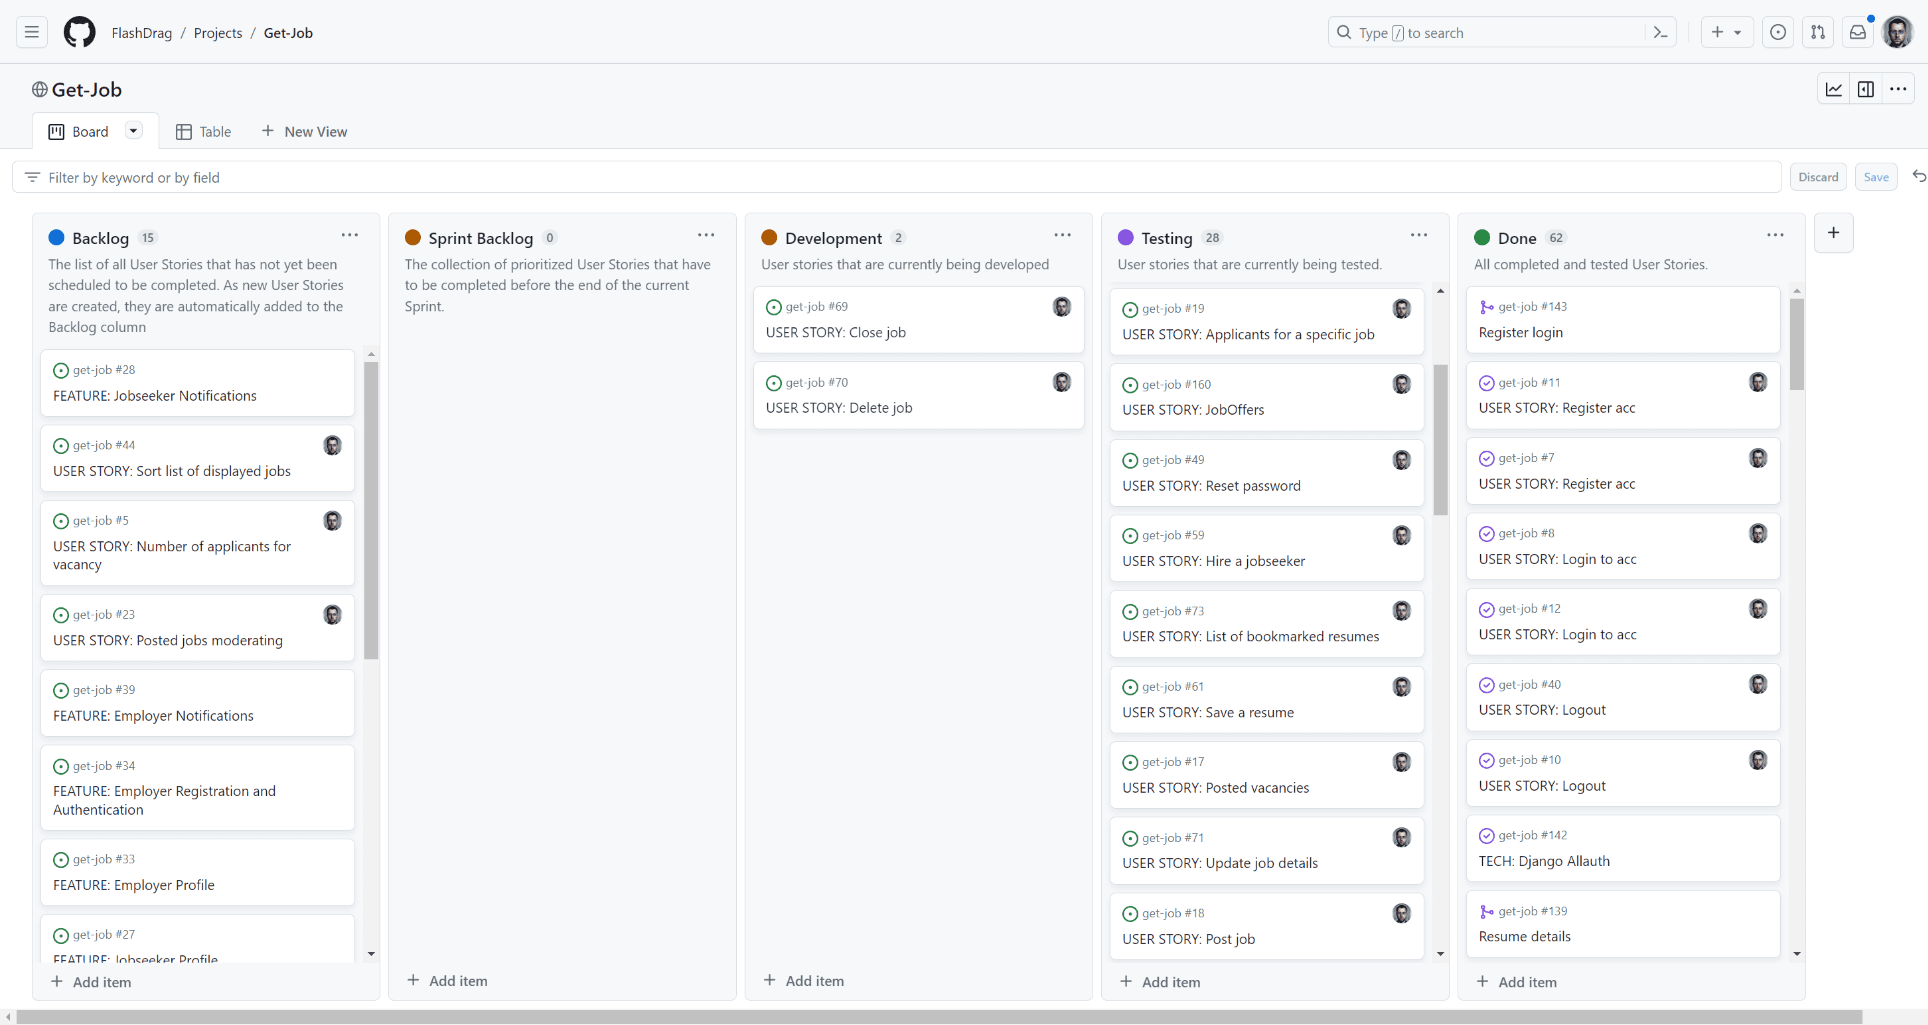 FlashDrag / Projects / Get-Job
Type / to search
Get-Job
Board
Table
New View
Filter by keyword or by field
Discard
Save
Backlog 15
The list of all User Stories that has not yet been
scheduled to be completed. As new User Stories
are created, they are automatically added to the
Backlog column
get-job #28
FEATURE: Jobseeker Notifications
get-job #44
USER STORY: Sort list of displayed jobs
get-job #5
USER STORY: Number of applicants for
vacancy
get-job #23
USER STORY: Posted jobs moderating
get-job #39
FEATURE: Employer Notifications
get-job #34
FEATURE: Employer Registration and
Authentication
get-job #33
FEATURE: Employer Profile
get-job #27
FEATURE: Jobseeker Profile
Add item
Sprint Backlog 0
The collection of prioritized User Stories that have
to be completed before the end of the current
Sprint.
Add item
Development 2
User stories that are currently being developed
get-job #69
USER STORY: Close job
get-job #70
USER STORY: Delete job
Add item
Testing 28
User stories that are currently being tested.
get-job #19
USER STORY: Applicants for a specific job
get-job #160
USER STORY: JobOffers
get-job #49
USER STORY: Reset password
get-job #59
USER STORY: Hire a jobseeker
get-job #73
USER STORY: List of bookmarked resumes
get-job #61
USER STORY: Save a resume
get-job #17
USER STORY: Posted vacancies
get-job #71
USER STORY: Update job details
get-job #18
USER STORY: Post job
Add item
Done 62
All completed and tested User Stories.
get-job #143
Register login
get-job #11
USER STORY: Register acc
get-job #7
USER STORY: Register acc
get-job #8
USER STORY: Login to acc
get-job #12
USER STORY: Login to acc
get-job #40
USER STORY: Logout
get-job #10
USER STORY: Logout
get-job #142
TECH: Django Allauth
get-job #139
Resume details
Add item